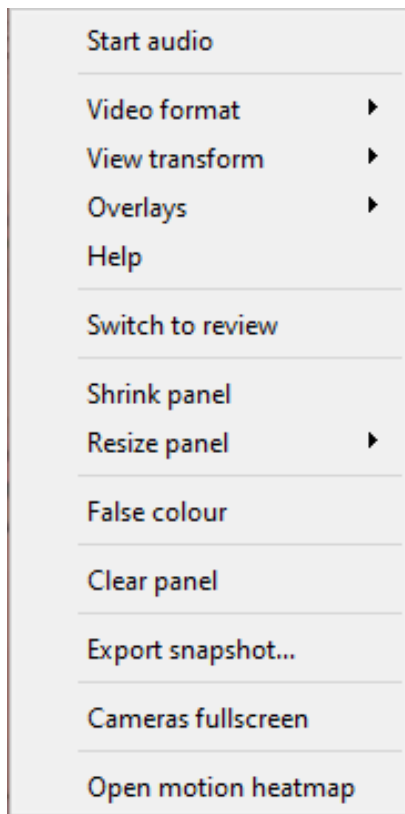 Start audio
Video format
View transform
Overlays
Help
Switch to review
Shrink panel
Resize panel
False colour
Clear panel
Export snapshot...
Cameras fullscreen
Open motion heatmap